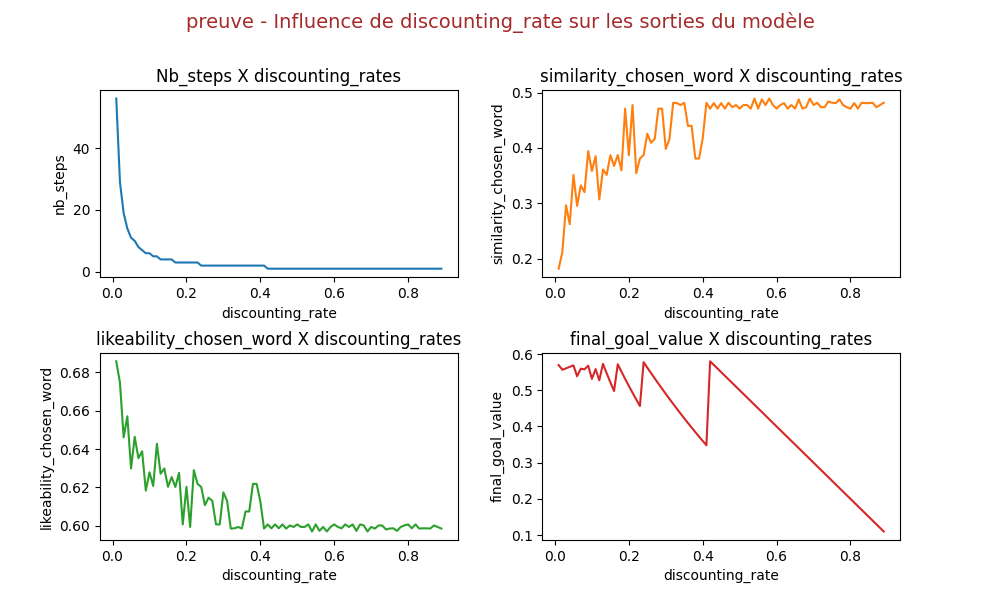 preuve - Influence de discounting_rate sur les sorties du modèle
Nb_steps X discounting_rates
similarity_chosen_word X discounting_rates
nb_steps
40
20
0
0.0 0.2 0.4 0.6 0.8
discounting_rate
similarity_chosen_word
0.5
0.4
0.3
0.2
0.0 0.2 0.4 0.6 0.8
discounting_rate
likeability_chosen_word X discounting_rates
final_goal_value X discounting_rates
likeability_chosen_word
0.68
0.66
0.64
0.62
0.60
0.0 0.2 0.4 0.6 0.8
discounting_rate
final_goal_value
0.6
0.5
0.4
0.3
0.2
0.1
0.0 0.2 0.4 0.6 0.8
discounting_rate